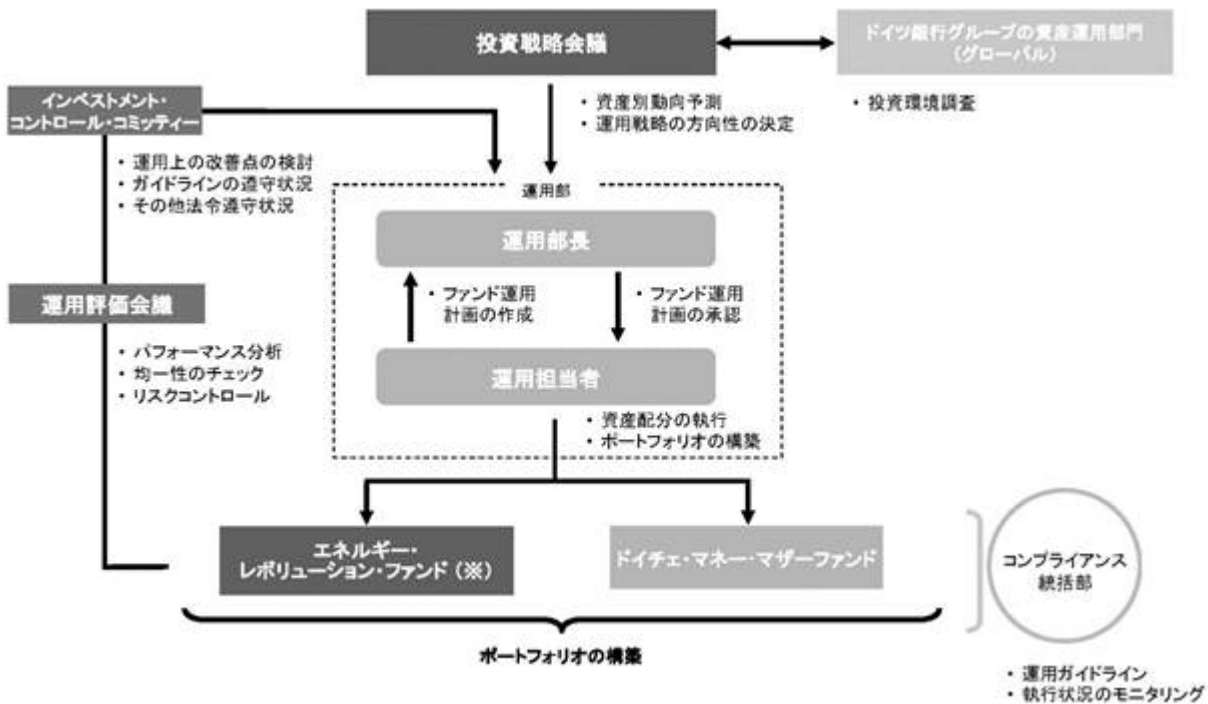 投資戦略会議
ドイツ銀行グループの資産運用部門
(グローバル)
・投資環境調査
・資産別動向予測
・運用戦略の方向性の決定
インベストメント・
コントロール・コミッティー
・運用上の改善点の検討
・ガイドラインの遵守状況
・その他法令遵守状況
運用部
運用部長
・ファンド運用
計画の作成
・ファンド運用
計画の承認
運用担当者
・資産配分の執行
・ポートフォリオの構築
運用評価会議
・パフォーマンス分析
・均一性のチェック
・リスクコントロール
エネルギー・
レボリューション・ファンド(※)
ドイチェ・マネー・マザーファンド
ポートフォリオの構築
コンプライアンス
統括部
・運用ガイドライン
・執行状況のモニタリング